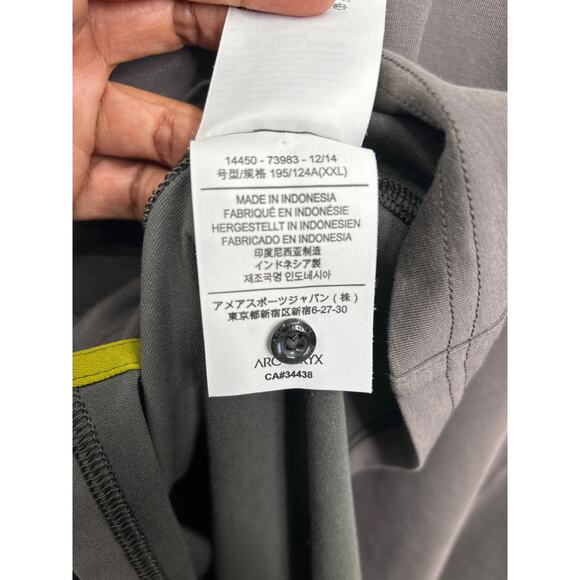 14450 - 73983 - 12/14
号型/规格 195/124A(XXL)
MADE IN INDONESIA
FABRIQUÉ EN INDONÉSIE
HERGESTELLT IN INDONESIEN
FABRICADO EN INDONESIA
印度尼西亚制造
インドネシア製
제조국명 인도네시아
アメアスポーツジャパン (株)
東京都新宿区新宿6-27-30
CA#34438